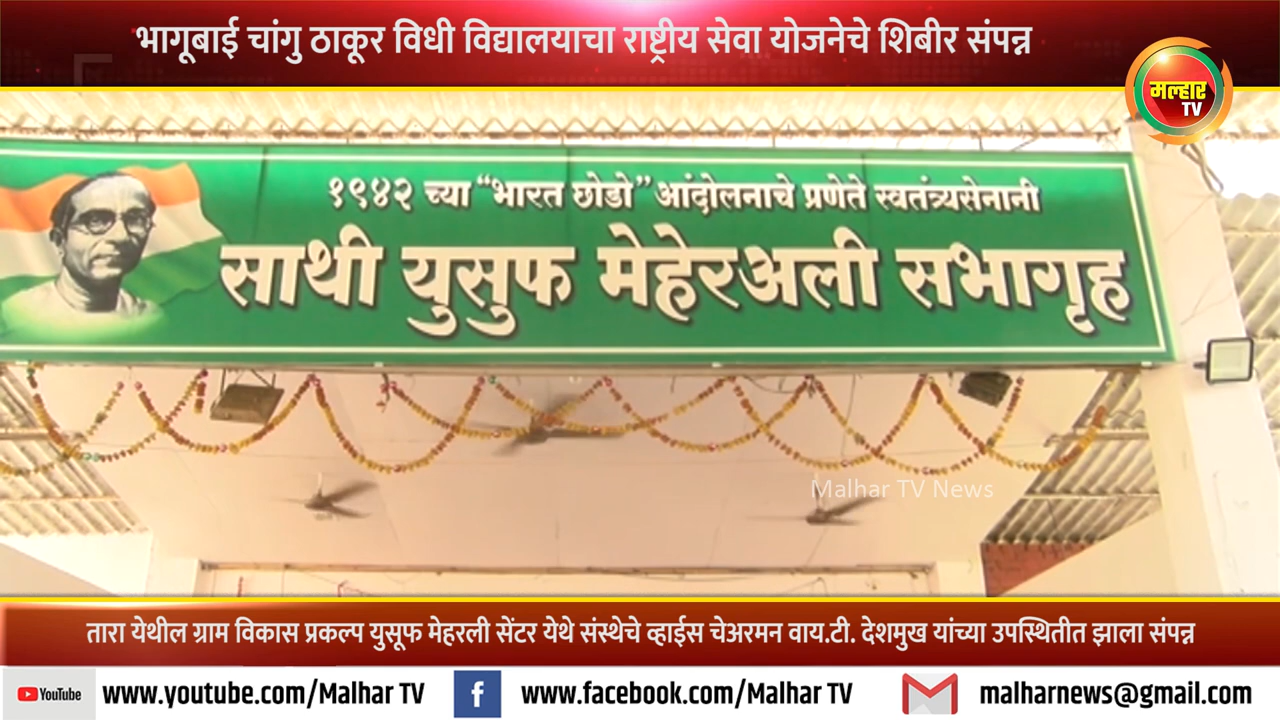 भागूबाई चांगु ठाकूर विधी विद्यालयाचा राष्ट्रीय सेवा योजनेचे शिबीर संपन्न
मल्हार
TV
१९४२ च्या “भारत छोडो” आंदोलनाचे प्रणेते स्वतंत्र्यसेनानी
साथी युसुफ मेहेरअली सभागृह
Malhar TV News
तारा येथील ग्राम विकास प्रकल्प युसूफ मेहरली सेंटर येथे संस्थेचे व्हाईस चेअरमन वाय.टी. देशमुख यांच्या उपस्थितीत झाला संपन्न
YouTube www.youtube.com/Malhar TV f www.facebook.com/Malhar TV malharnews@gmail.com